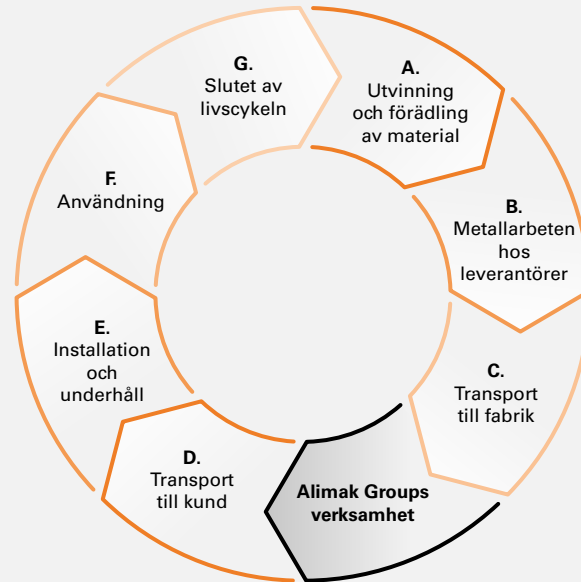 A.
Utvinning
och förädling
av material
B.
Metallarbeten
hos
leverantörer
C.
Transport
till fabrik
Alimak Groups
verksamhet
D.
Transport
till kund
E.
Installation
och
underhåll
F.
Användning
G.
Slutet av
livscykeln